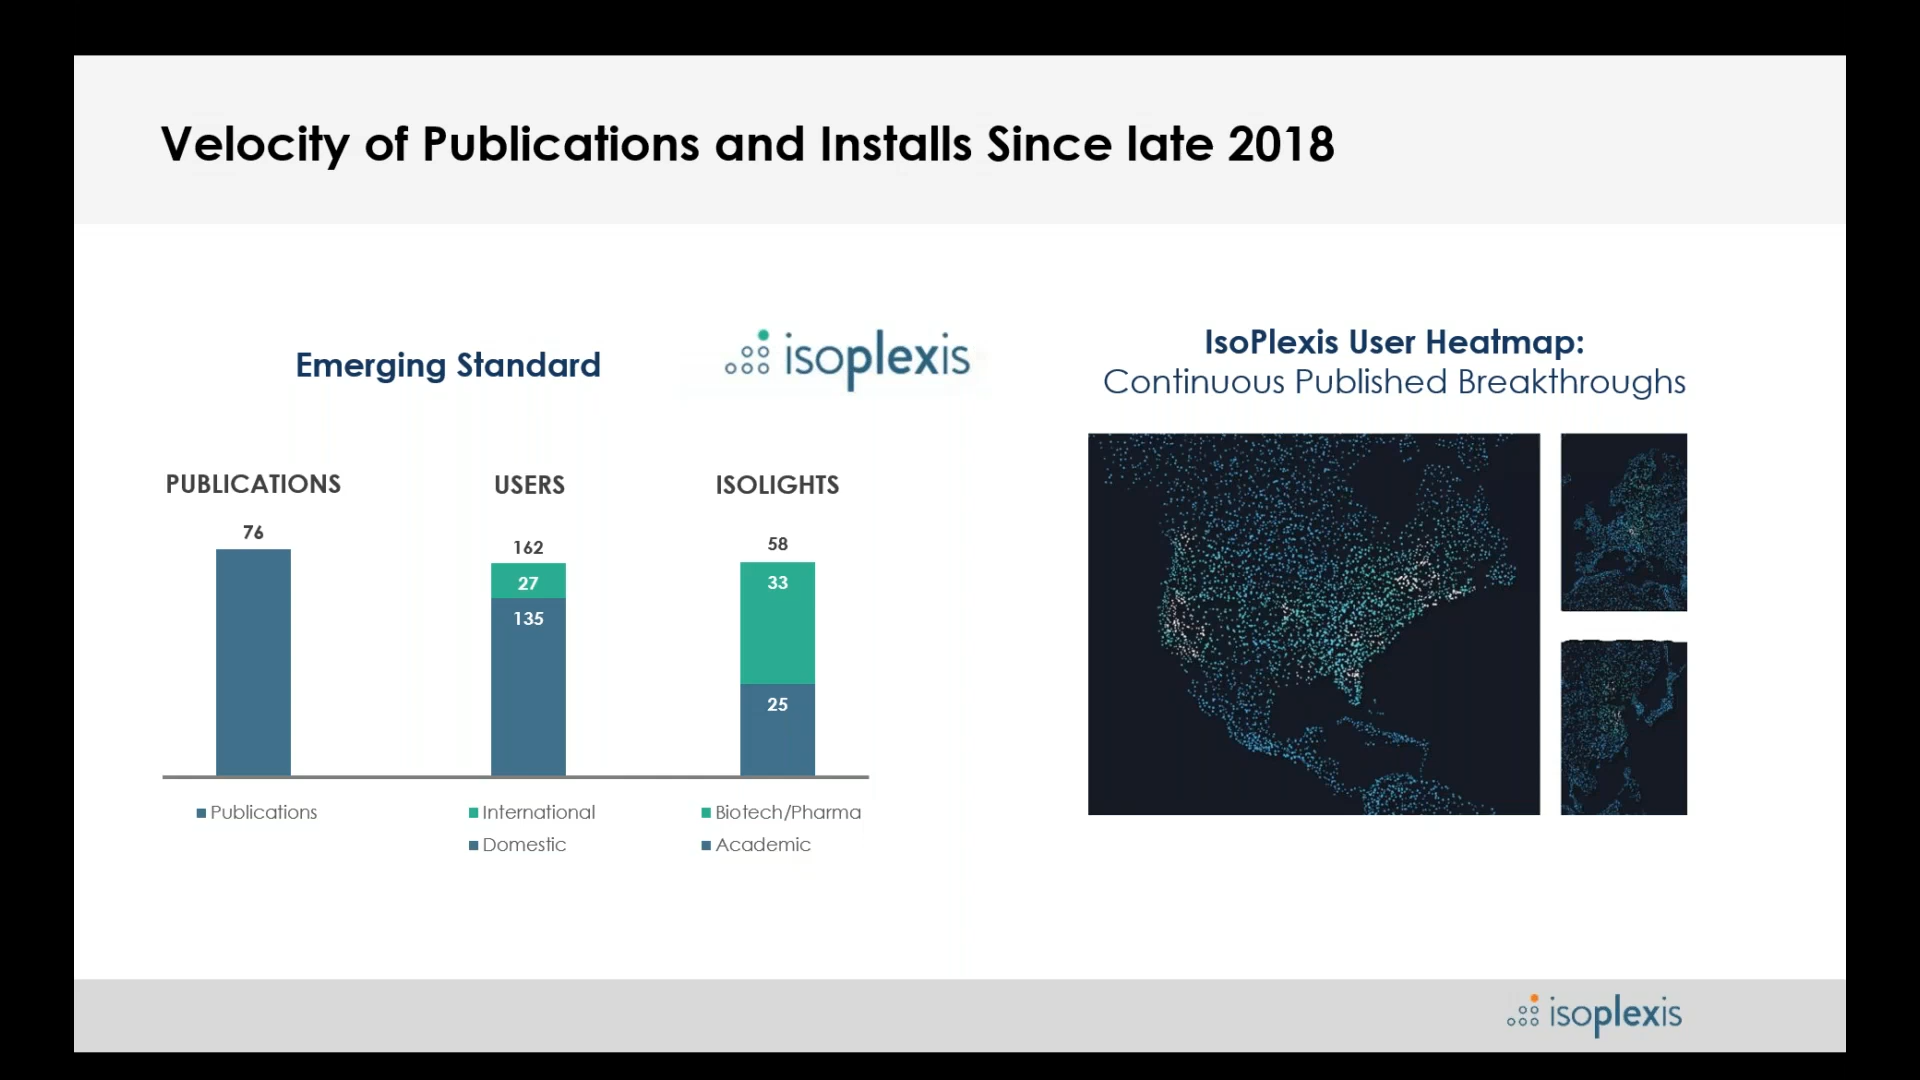 Velocity of Publications and Installs Since late 2018
Emerging Standard
isoplexis
PUBLICATIONS
USERS
ISOLIGHTS
76
162
27
135
58
33
25
Publications
International
Domestic
Biotech/Pharma
Academic
IsoPlexis User Heatmap:
Continuous Published Breakthroughs
isoplexis